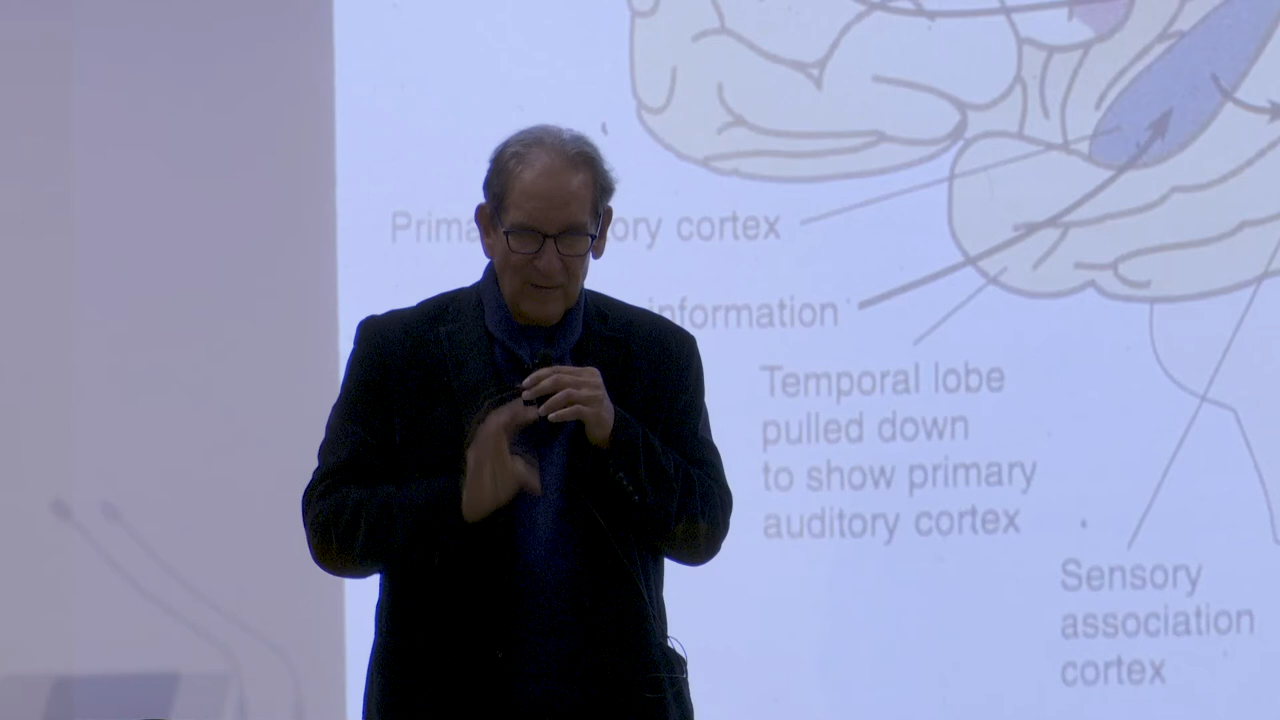 Prima ory cortex
information
Temporal lobe
pulled down
to show primary
auditory cortex
Sensory
association
cortex